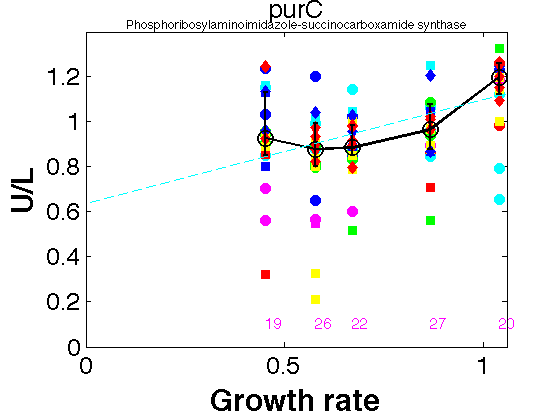 purC
Phosphoribosylaminoimidazole-succinocarboxamide synthase
1.2
1
0.8
0.6
0.4
0.2
0
U/L
19 26 22 27 20
0 0.5 1
Growth rate